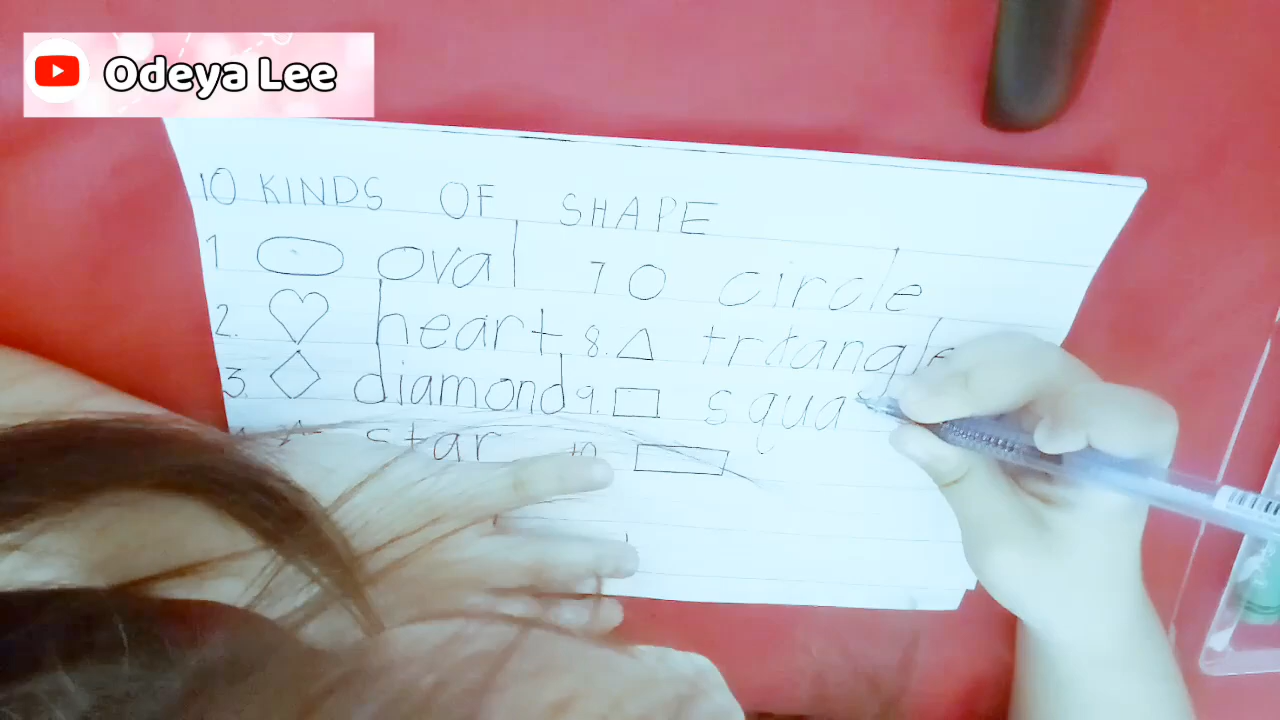 Odeya Lee
10 KINDS OF SHAPE
1 oval 7 circle
2. heart 8. triangle
3. diamond 9. squa
star 10